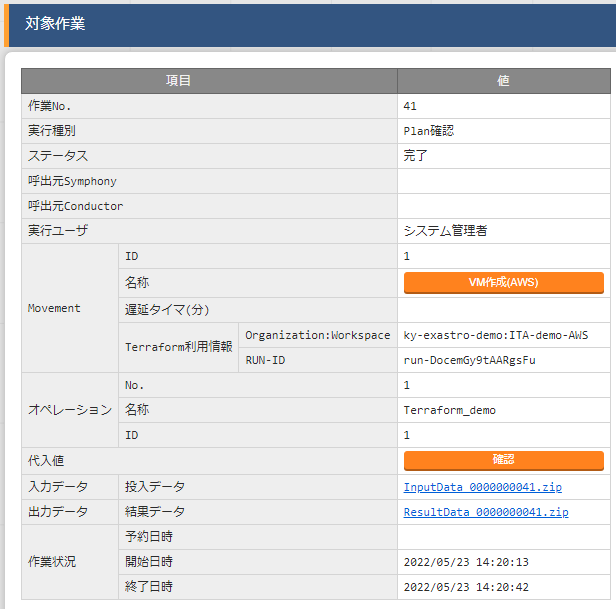 対象作業
項目 値
作業No. 41
実行種別 Plan確認
ステータス 完了
呼出元Symphony
呼出元Conductor
実行ユーザ システム管理者
Movement
ID 1
名称 VM作成(AWS)
遅延タイマ(分)
Terraform利用情報
Organization:Workspace ky-exastro-demo:ITA-demo-AWS
RUN-ID run-DocemGy9tAARgsFu
オペレーション
No. 1
名称 Terraform_demo
ID 1
代入値 確認
入力データ 投入データ InputData_0000000041.zip
出力データ 結果データ ResultData_0000000041.zip
作業状況
予約日時
開始日時 2022/05/23 14:20:13
終了日時 2022/05/23 14:20:42